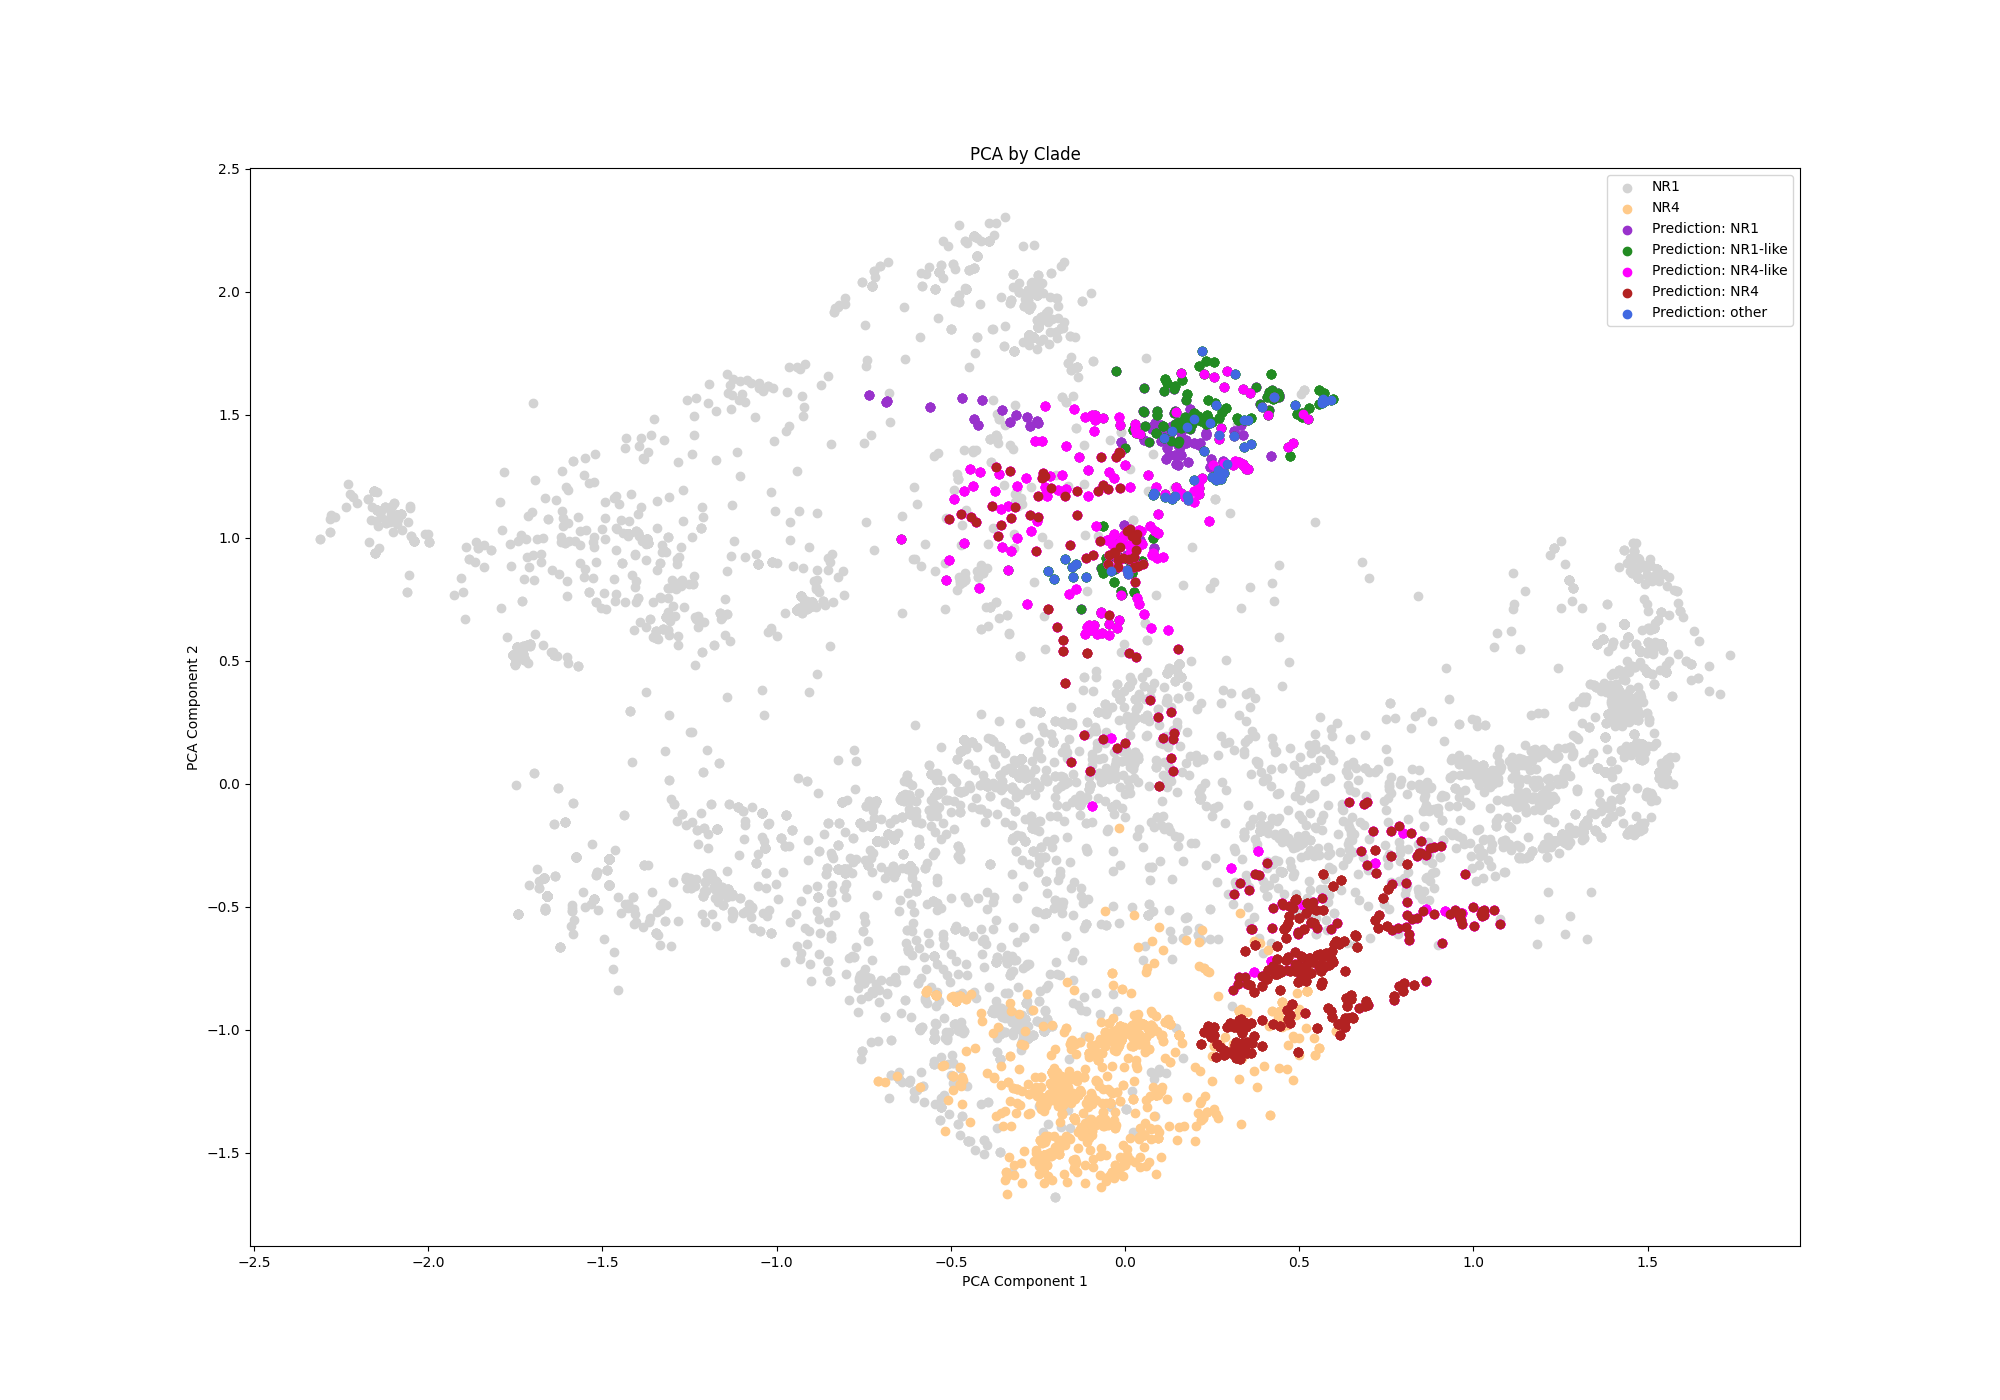 PCA by Clade
2.5
2.0
1.5
1.0
0.5
0.0
−0.5
−1.0
−1.5
PCA Component 2
−2.5 −2.0 −1.5 −1.0 −0.5 0.0 0.5 1.0 1.5
PCA Component 1
NR1
NR4
Prediction: NR1
Prediction: NR1-like
Prediction: NR4-like
Prediction: NR4
Prediction: other